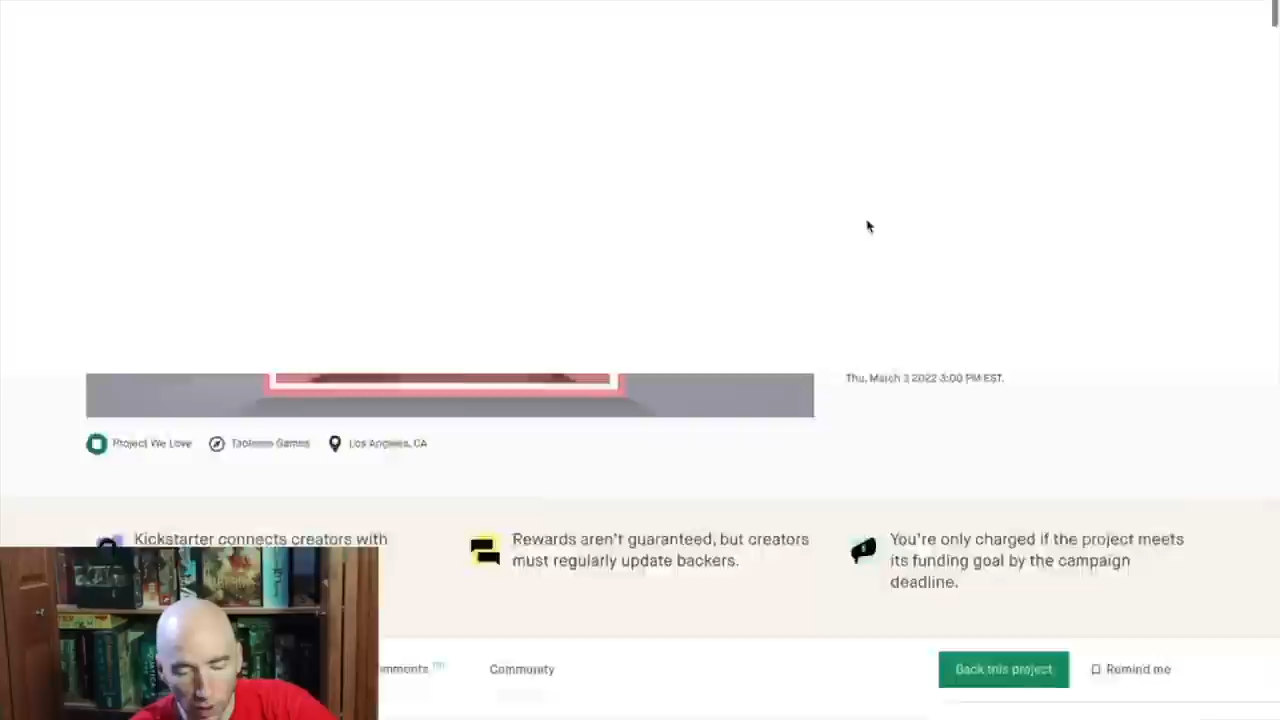 Thu, March 3 2022 3:00 PM EST.
Project We Love
Tabletop Games
Los Angeles, CA
Kickstarter connects creators with
Rewards aren't guaranteed, but creators
must regularly update backers.
You're only charged if the project meets
its funding goal by the campaign
deadline.
Community
Back this project
Remind me